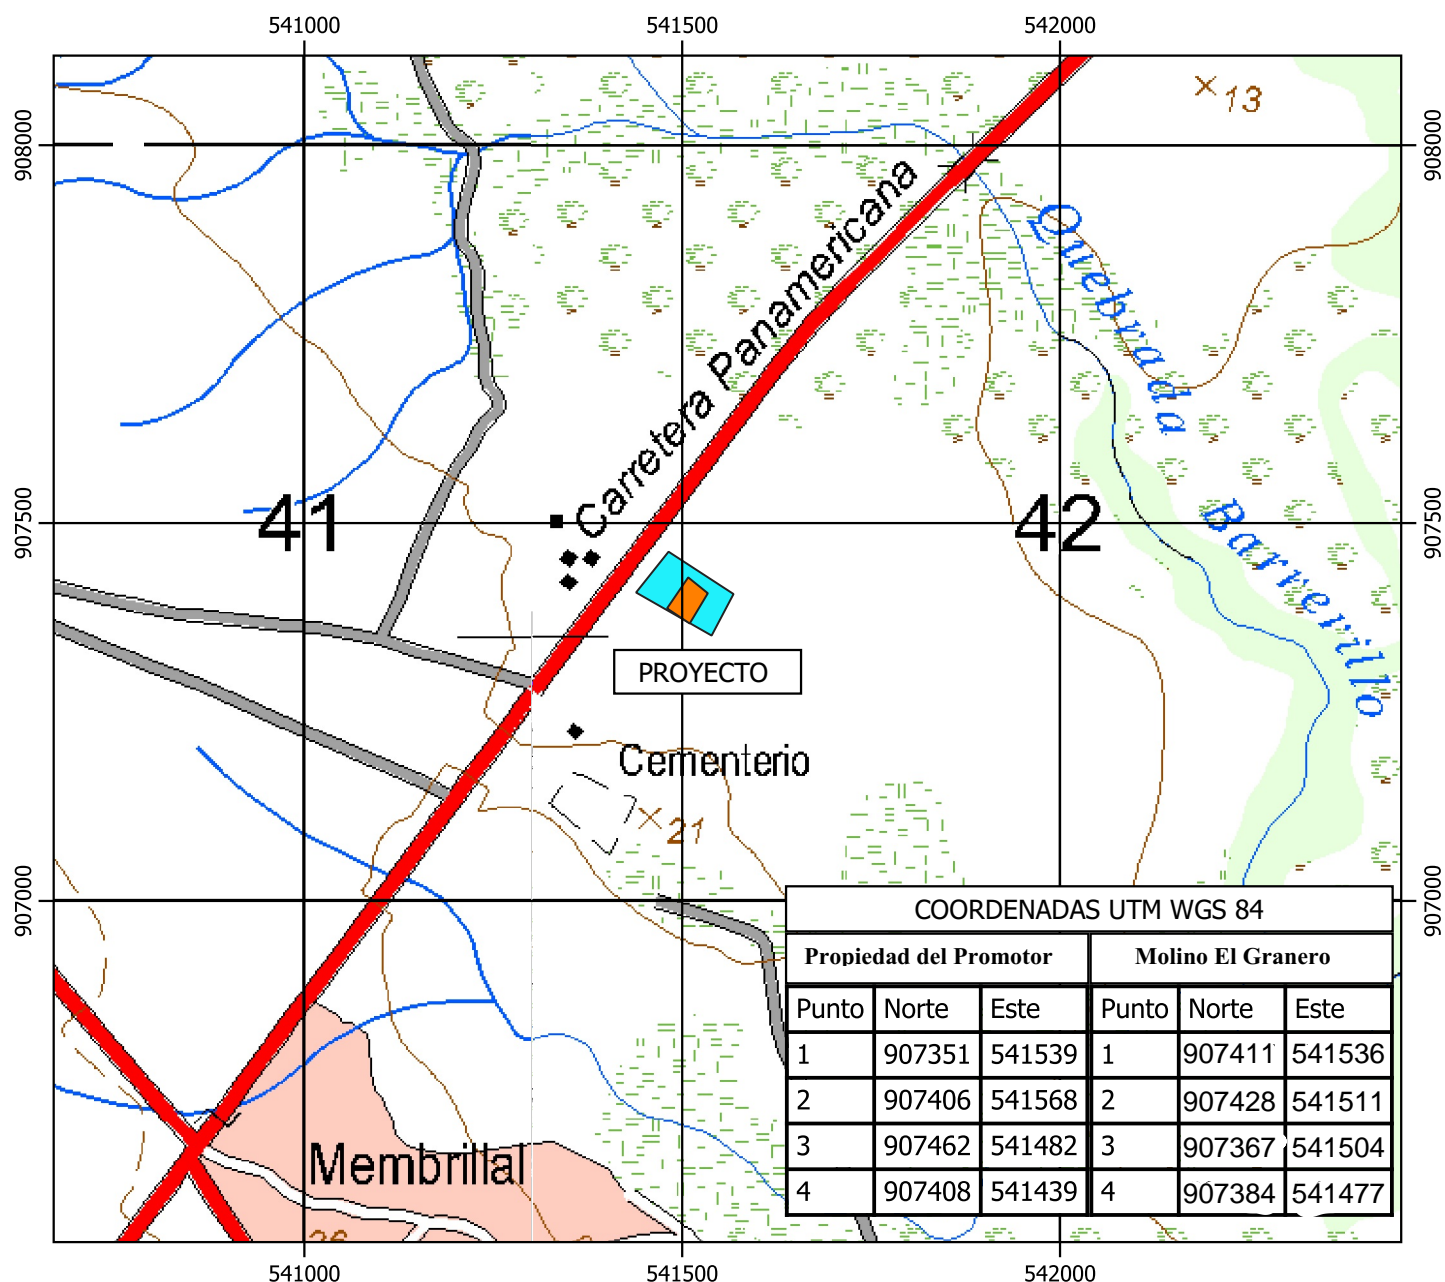 541000 541500 542000
13
908000 908000
Carretera Panamericana
Quebrada
41 42
907500 907500
Barrerillo
PROYECTO
Cementerio
21
907000 907000
COORDENADAS UTM WGS 84
Propiedad del Promotor Molino El Granero
Punto Norte Este Punto Norte Este
1 907351 541539 1 907411 541536
2 907406 541568 2 907428 541511
3 907462 541482 3 907367 541504
4 907408 541439 4 907384 541477
Membrillal
26
541000 541500 542000